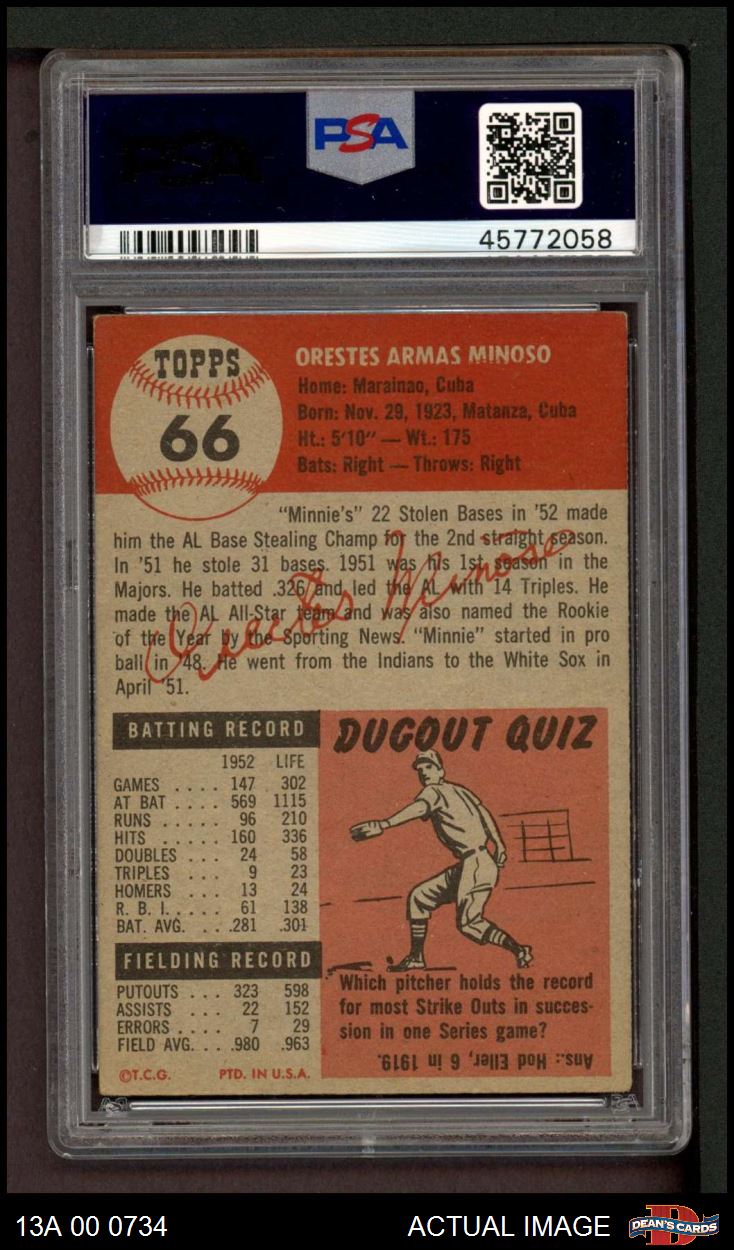 PSA
45772058
TOPPS
66
ORESTES ARMAS MINOSO
Home: Marainao, Cuba
Born: Nov. 29, 1923, Matanza, Cuba
Ht.: 5'10" — Wt.: 175
Bats: Right — Throws: Right
"Minnie's" 22 Stolen Bases in '52 made
him the AL Base Stealing Champ for the 2nd straight season.
In '51 he stole 31 bases. 1951 was his 1st season in the
Majors. He batted .326 and led the AL with 14 Triples. He
made the AL All-Star team and was also named the Rookie
of the Year by the Sporting News. "Minnie" started in pro
ball in '48. He went from the Indians to the White Sox in
April '51.
Orestes Minoso
BATTING RECORD
1952 LIFE
GAMES .... 147 302
AT BAT .... 569 1115
RUNS ..... 96 210
HITS ..... 160 336
DOUBLES ... 24 58
TRIPLES ... 9 23
HOMERS ... 13 24
R. B. I. .... 61 138
BAT. AVG. ... .281 .301
FIELDING RECORD
PUTOUTS ... 323 598
ASSISTS ... 22 152
ERRORS .... 7 29
FIELD AVG. ... .980 .963
©T.C.G. PTD. IN U.S.A.
DUGOUT QUIZ
Which pitcher holds the record
for most Strike Outs in succes-
sion in one Series game?
Ans.: Hod Eller, 6 in 1919.
13A 00 0734
ACTUAL IMAGE
DEAN'S CARDS